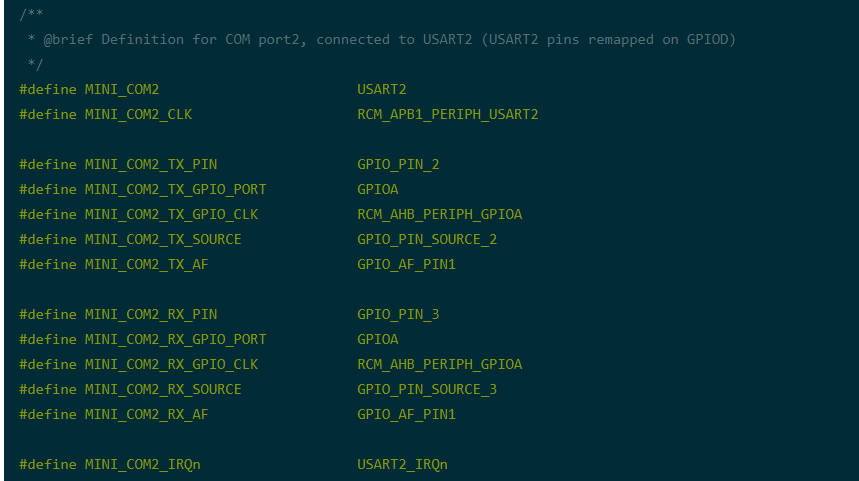 /**
 * @brief Definition for COM port2, connected to USART2 (USART2 pins remapped on GPIOD)
 */
#define MINI_COM2                        USART2
#define MINI_COM2_CLK                    RCM_APB1_PERIPH_USART2

#define MINI_COM2_TX_PIN                 GPIO_PIN_2
#define MINI_COM2_TX_GPIO_PORT           GPIOA
#define MINI_COM2_TX_GPIO_CLK            RCM_AHB_PERIPH_GPIOA
#define MINI_COM2_TX_SOURCE              GPIO_PIN_SOURCE_2
#define MINI_COM2_TX_AF                  GPIO_AF_PIN1

#define MINI_COM2_RX_PIN                 GPIO_PIN_3
#define MINI_COM2_RX_GPIO_PORT           GPIOA
#define MINI_COM2_RX_GPIO_CLK            RCM_AHB_PERIPH_GPIOA
#define MINI_COM2_RX_SOURCE              GPIO_PIN_SOURCE_3
#define MINI_COM2_RX_AF                  GPIO_AF_PIN1

#define MINI_COM2_IRQn                   USART2_IRQn